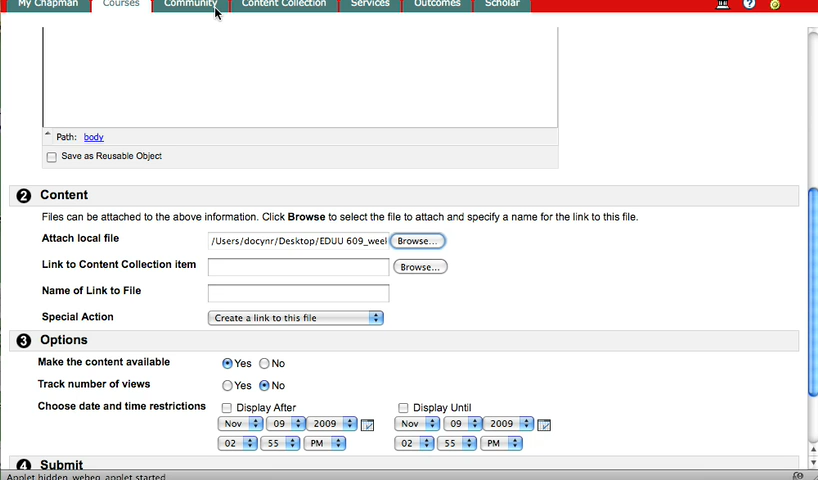 My Chapman Courses Community Content Collection Services Outcomes Scholar
Path: body
Save as Reusable Object
2 Content
Files can be attached to the above information. Click Browse to select the file to attach and specify a name for the link to this file.
Attach local file /Users/docynr/Desktop/EDUU 609_weel Browse...
Link to Content Collection item Browse...
Name of Link to File
Special Action Create a link to this file
3 Options
Make the content available Yes No
Track number of views Yes No
Choose date and time restrictions Display After Display Until
Nov 09 2009 Nov 09 2009
02 55 PM 02 55 PM
4 Submit
Applet hidden_webeq_applet started